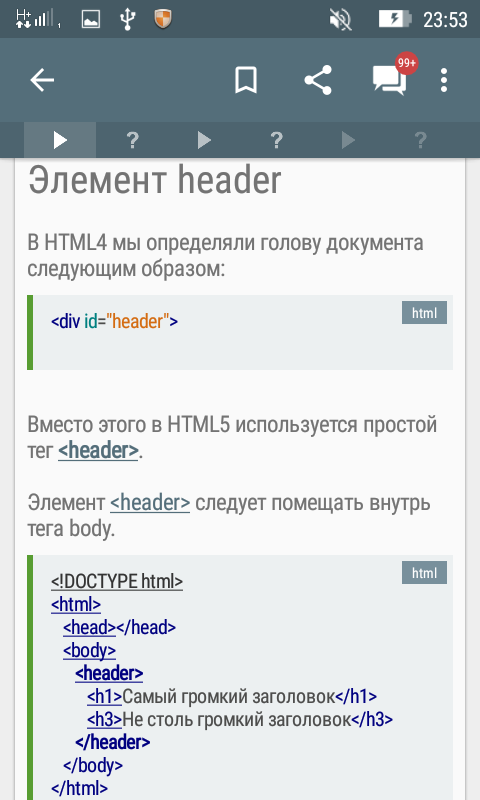 H+ 23:53
99+
? ? ?
Элемент header
В HTML4 мы определяли голову документа
следующим образом:
html
<div id="header">
Вместо этого в HTML5 используется простой
тег <header>.
Элемент <header> следует помещать внутрь
тега body.
html
<!DOCTYPE html>
<html>
<head></head>
<body>
<header>
<h1>Самый громкий заголовок</h1>
<h3>Не столь громкий заголовок</h3>
</header>
</body>
</html>